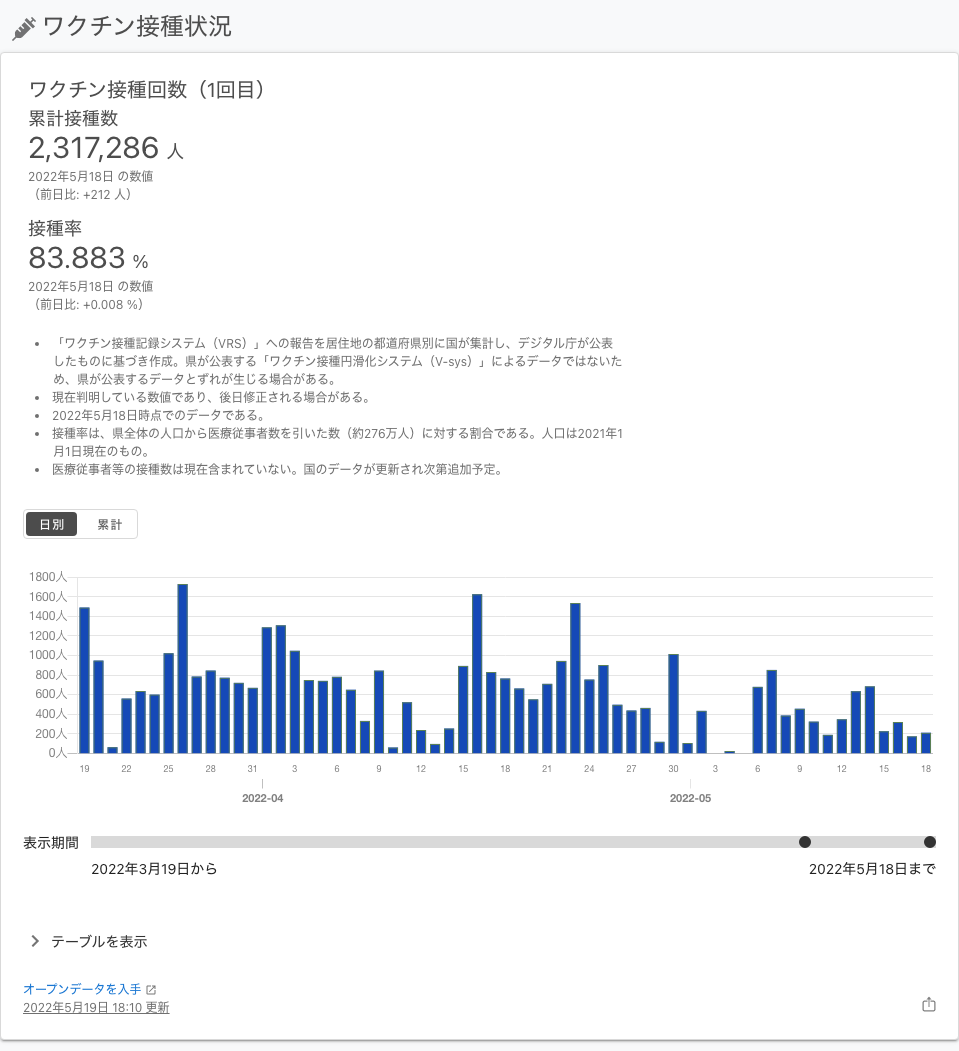 ワクチン接種状況
ワクチン接種回数（1回目）
累計接種数
2,317,286 人
2022年5月18日 の数値
（前日比: +212 人）
接種率
83.883 %
2022年5月18日 の数値
（前日比: +0.008 %）
• 「ワクチン接種記録システム（VRS）」への報告を居住地の都道府県別に国が集計し、デジタル庁が公表
したものに基づき作成。県が公表する「ワクチン接種円滑化システム（V-sys）」によるデータではないた
め、県が公表するデータとずれが生じる場合がある。
• 現在判明している数値であり、後日修正される場合がある。
• 2022年5月18日時点でのデータである。
• 接種率は、県全体の人口から医療従事者数を引いた数（約276万人）に対する割合である。人口は2021年1
月1日現在のもの。
• 医療従事者等の接種数は現在含まれていない。国のデータが更新され次第追加予定。
日別 累計
1800人
1600人
1400人
1200人
1000人
800人
600人
400人
200人
0人
19 22 25 28 31 3 6 9 12 15 18 21 24 27 30 3 6 9 12 15 18
2022-04 2022-05
表示期間
2022年3月19日から 2022年5月18日まで
テーブルを表示
オープンデータを入手
2022年5月19日 18:10 更新